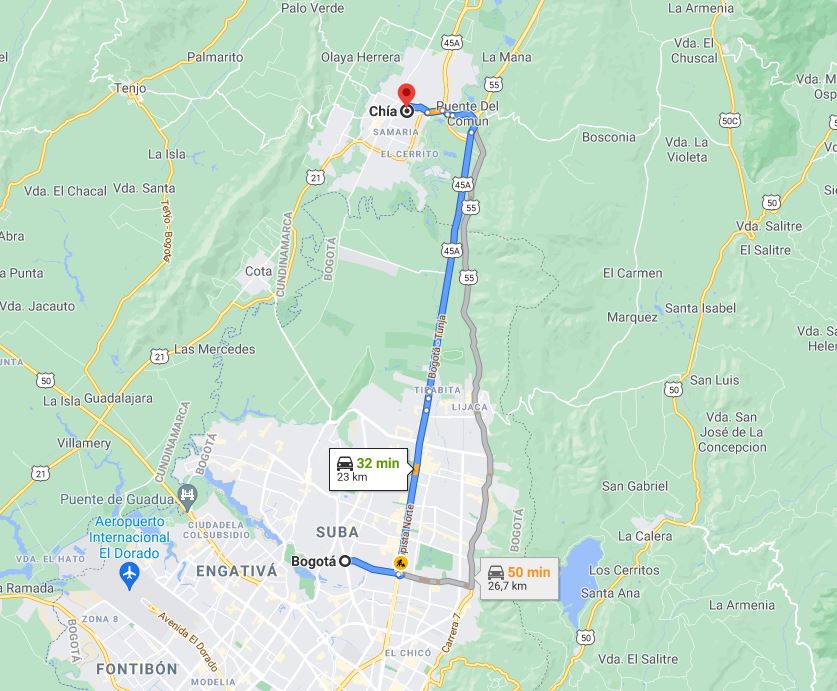 Palo Verde
La Armenia
45A
Palmarito
Olaya Herrera
La Mana
Vda. El
Chuscal
55
Tenjo
Vda. M
Osp
Chía
Puente Del
Común
50C
SAMARIA
Bosconia
Vda. La
Violeta
La Isla
EL CERRITO
21
45A
Vda. El Chacal
Vda. Santa
50
55
Tenjo - Bogotá
Vda. Salitre
El Salitre
Abra
CUNDINAMARCA
BOGOTÁ
45A
a Punta
Cota
55
El Carmen
Vda. Jacauto
Santa Isabel
Marquez
Bogotá - Tunja
Vda. S
Helen
Las Mercedes
21
UNTA
50
TIBABITA
San Luis
50
La Isla
Guadalajara
LIJACA
Vda. San
José de La
Concepcion
CUNDINAMARCA
BOGOTÁ
Villamery
32 min
23 km
21
San Gabriel
Puente de Guadua
Aeropuerto
Internacional
El Dorado
CIUDADELA
COLSUBSIDIO
SUBA
pista Norte
BOGOTÁ
La Calera
VDA. EL HATO
Bogotá
ENGATIVÁ
50 min
26,7 km
Los Cerritos
Ramada
Santa Ana
La Armenia
ZONA 8
Avenida El Dorado
Carrera 7
50
BOGOTÁ
EL CHICÓ
Vda. El Salitre
FONTIBÓN
MODELIA